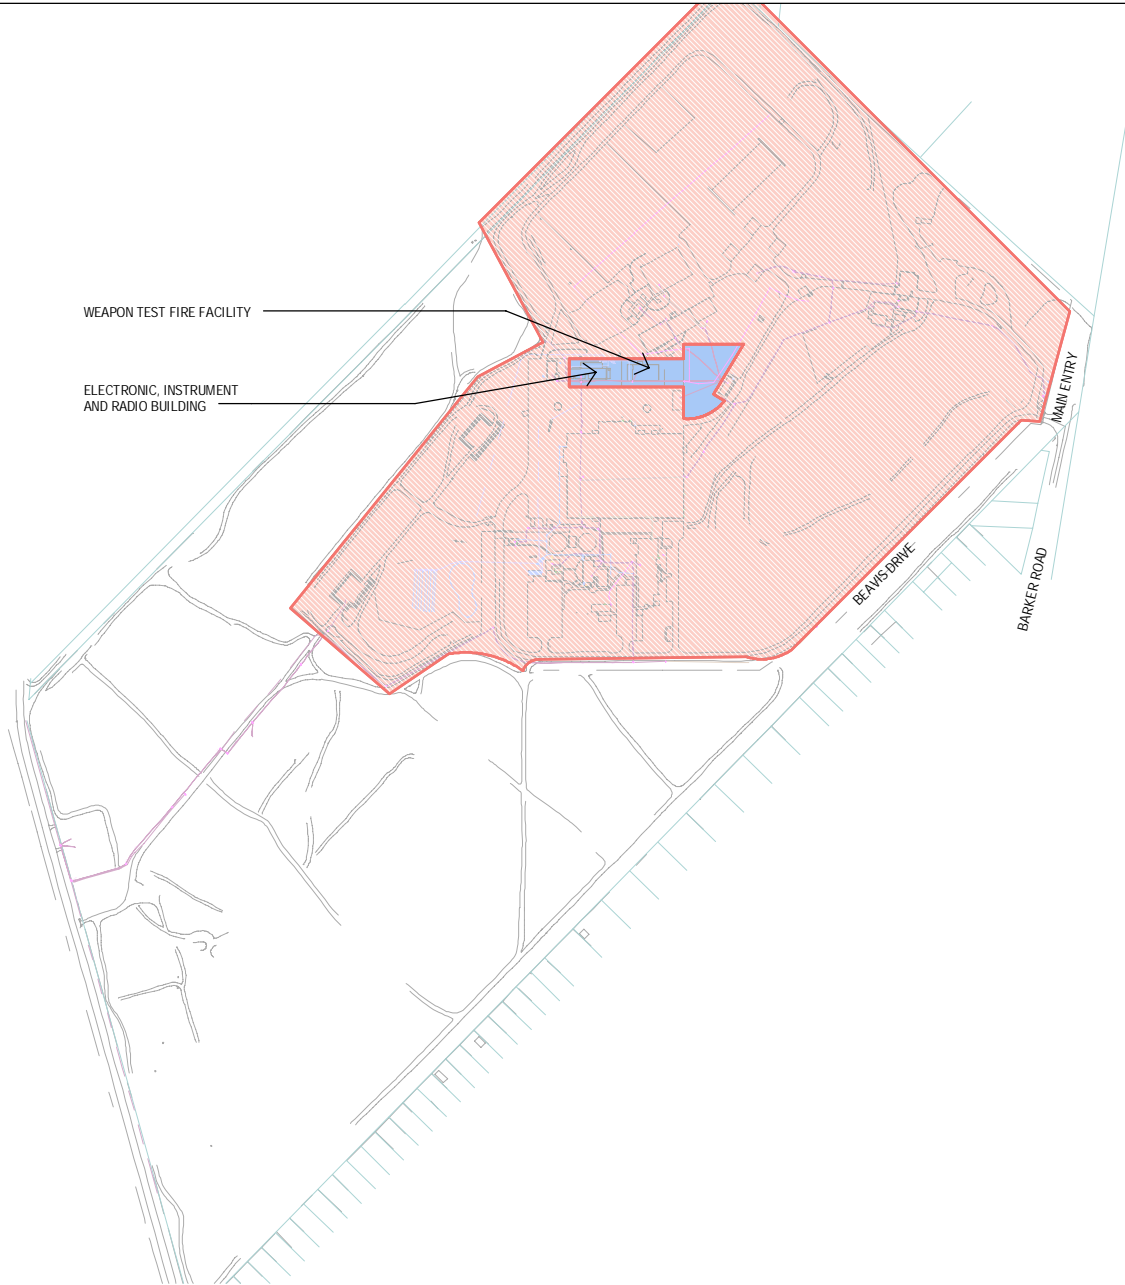 WEAPON TEST FIRE FACILITY
ELECTRONIC, INSTRUMENT
AND RADIO BUILDING
MAIN ENTRY
BEAVIS DRIVE
BARKER ROAD